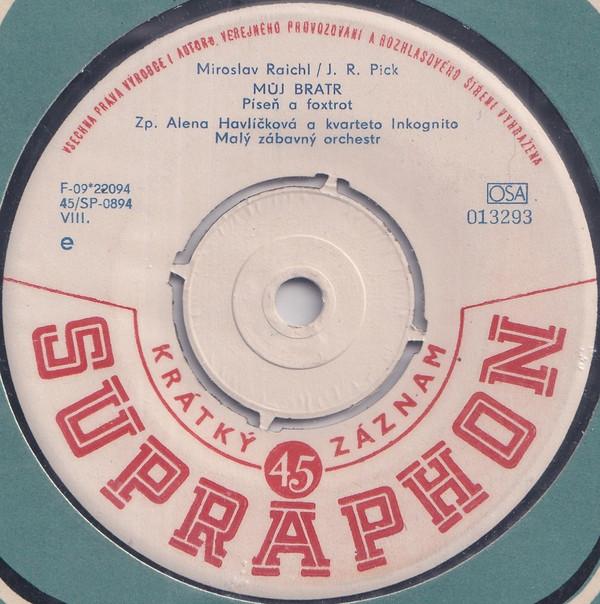 VŠECHNA PRÁVA VÝROBCE I AUTORŮ, VEŘEJNÉHO PROVOZOVÁNÍ A ROZHLASOVÉHO ŠÍŘENÍ VYHRAZENA
Miroslav Raichl / J. R. Pick
MŮJ BRATR
Píseň a foxtrot
Zp. Alena Havlíčková a kvarteto Inkognito
Malý zábavný orchestr
F-09*22094
45/SP-0894
VIII.
e
OSA
013293
KRÁTKÝ ZÁZNAM
45
SUPRAPHON